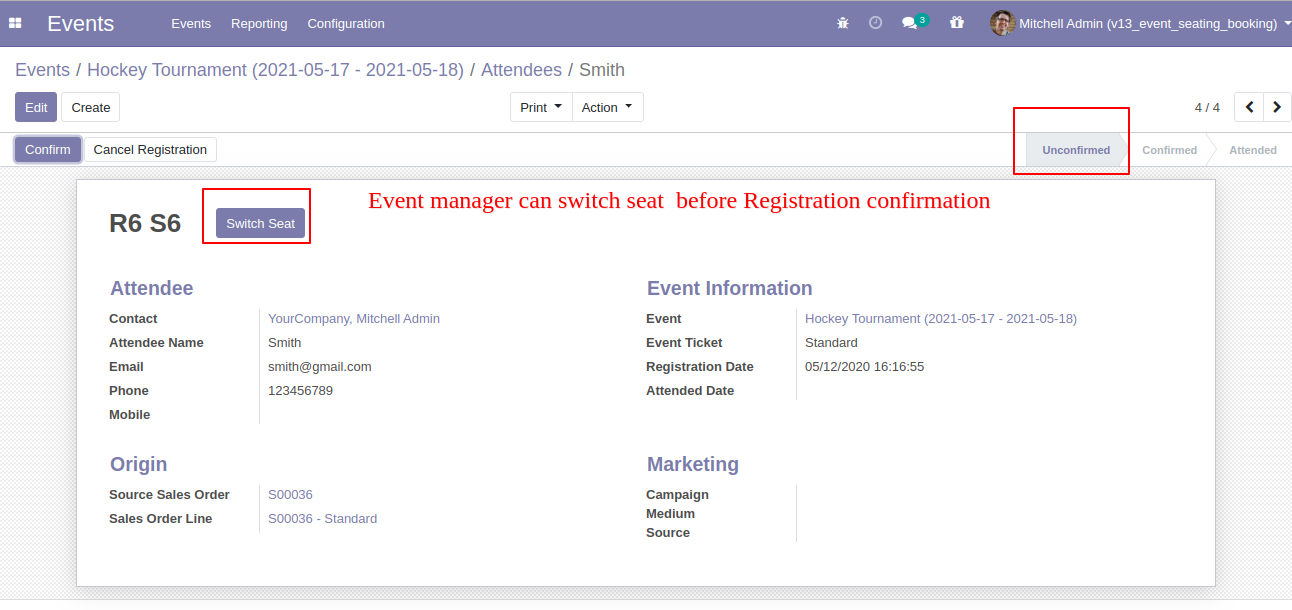 Events Events Reporting Configuration 3 Mitchell Admin (v13_event_seating_booking)
Events / Hockey Tournament (2021-05-17 - 2021-05-18) / Attendees / Smith
Edit Create Print Action 4 / 4
Confirm Cancel Registration Unconfirmed Confirmed Attended
Event manager can switch seat  before Registration confirmation
R6 S6 Switch Seat
Attendee
Contact YourCompany, Mitchell Admin
Attendee Name Smith
Email smith@gmail.com
Phone 123456789
Mobile
Event Information
Event Hockey Tournament (2021-05-17 - 2021-05-18)
Event Ticket Standard
Registration Date 05/12/2020 16:16:55
Attended Date
Origin
Source Sales Order S00036
Sales Order Line S00036 - Standard
Marketing
Campaign
Medium
Source